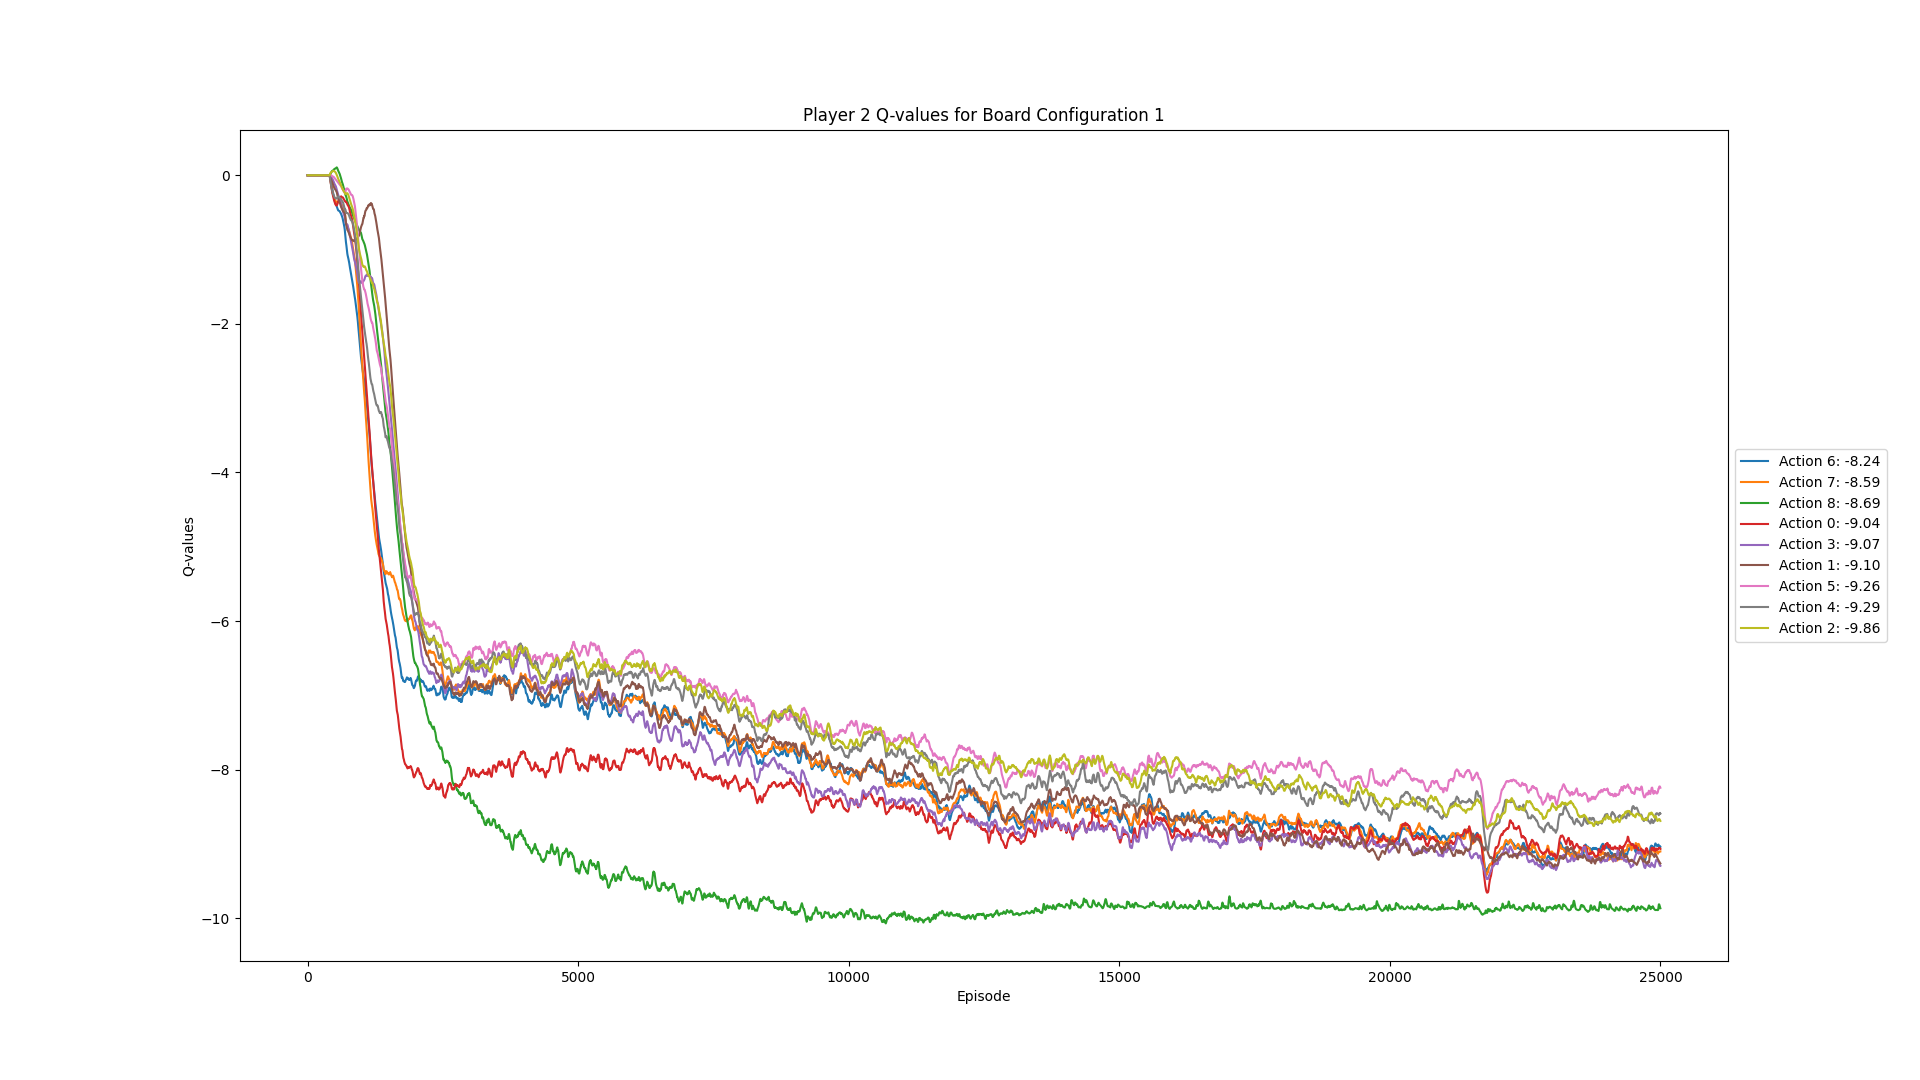 Player 2 Q-values for Board Configuration 1
0
−2
−4
−6
−8
−10
Q-values
0
5000
10000
15000
20000
25000
Episode
Action 6: -8.24
Action 7: -8.59
Action 8: -8.69
Action 0: -9.04
Action 3: -9.07
Action 1: -9.10
Action 5: -9.26
Action 4: -9.29
Action 2: -9.86